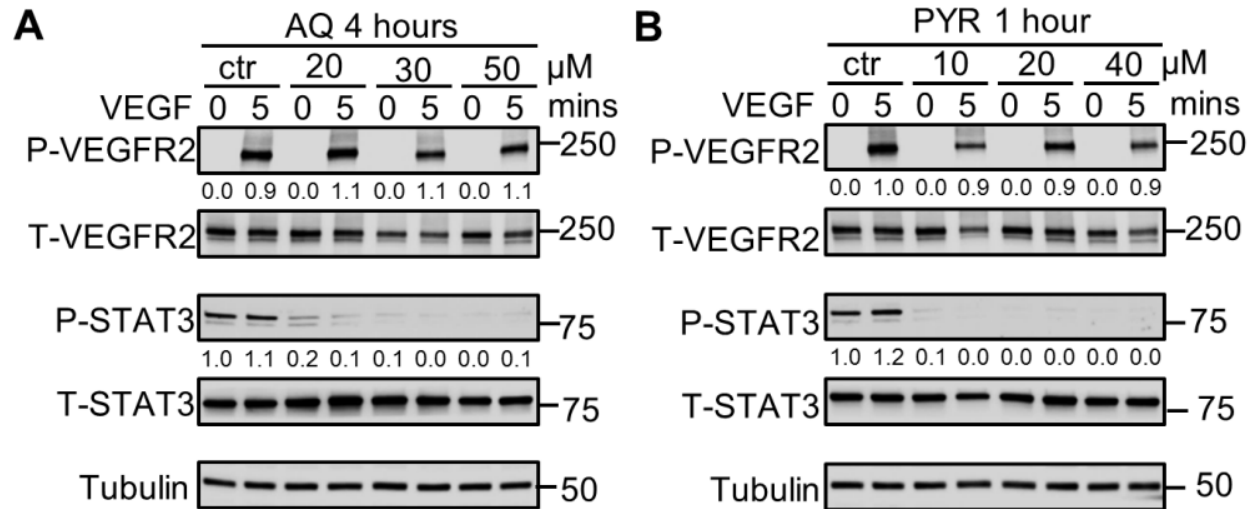 A
AQ 4 hours
ctr 20 30 50 µM
VEGF 0 5 0 5 0 5 0 5 mins
P-VEGFR2 250
0.0 0.9 0.0 1.1 0.0 1.1 0.0 1.1
T-VEGFR2 250
P-STAT3 75
1.0 1.1 0.2 0.1 0.1 0.0 0.0 0.1
T-STAT3 75
Tubulin 50
B
PYR 1 hour
ctr 10 20 40 µM
VEGF 0 5 0 5 0 5 0 5 mins
P-VEGFR2 250
0.0 1.0 0.0 0.9 0.0 0.9 0.0 0.9
T-VEGFR2 250
P-STAT3 75
1.0 1.2 0.1 0.0 0.0 0.0 0.0 0.0
T-STAT3 75
Tubulin 50